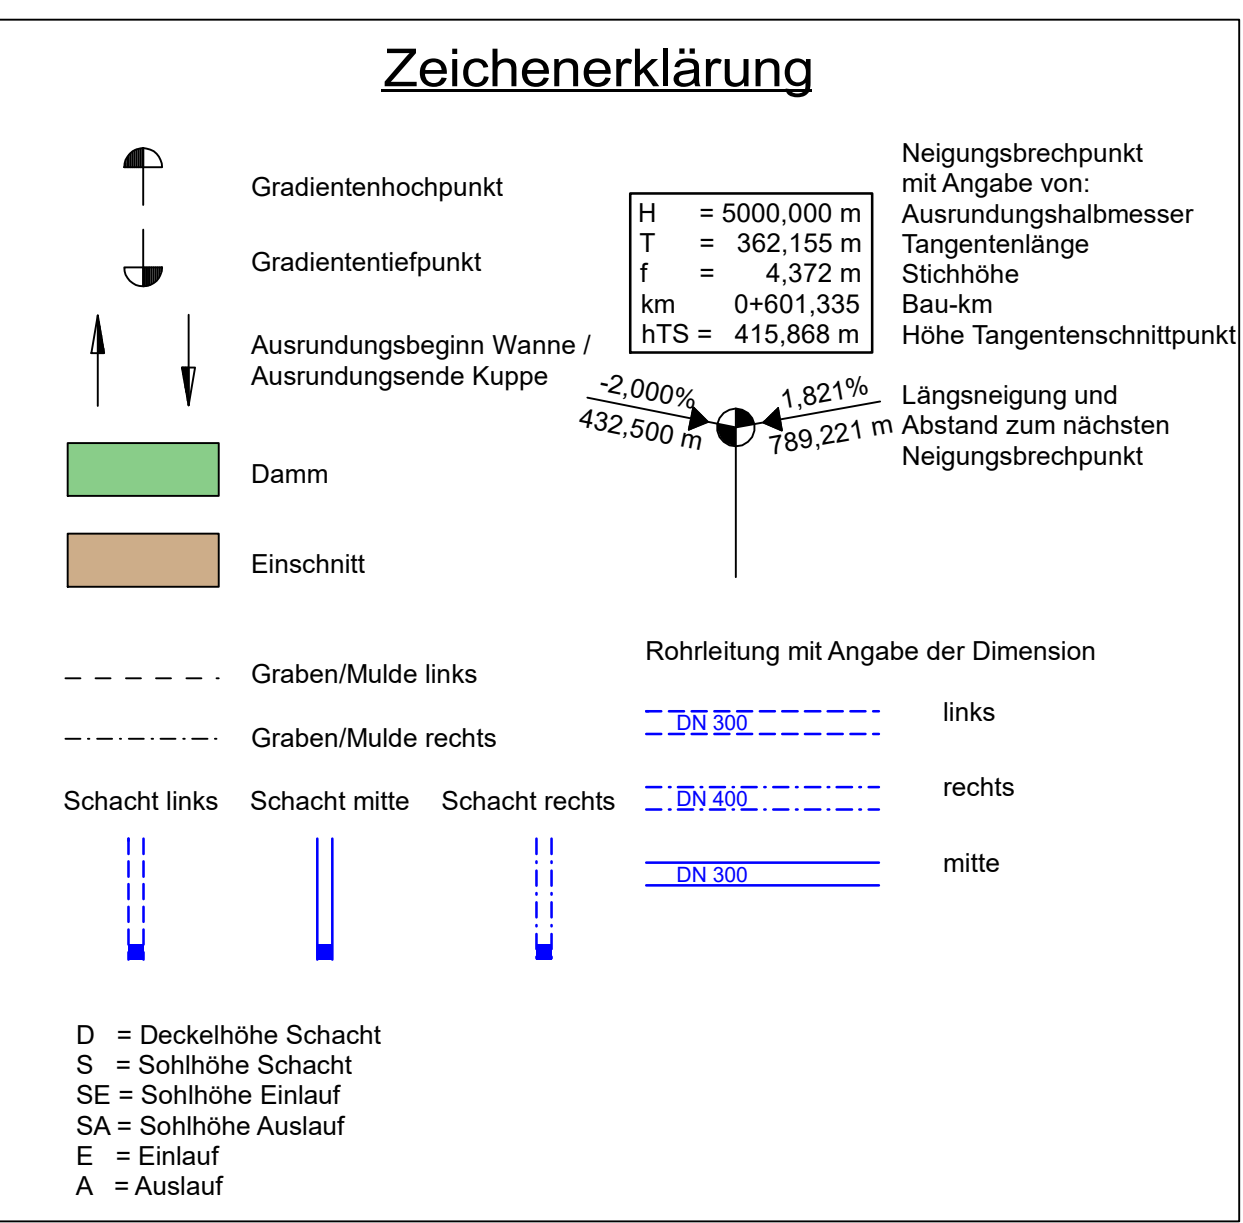 Zeichenerklärung
Gradientenhochpunkt
Gradiententiefpunkt
Ausrundungsbeginn Wanne /
Ausrundungsende Kuppe
Damm
Einschnitt
Neigungsbrechpunkt
mit Angabe von:
H = 5000,000 m Ausrundungshalbmesser
T = 362,155 m Tangentenlänge
f = 4,372 m Stichhöhe
km 0+601,335 Bau-km
hTS = 415,868 m Höhe Tangentenschnittpunkt
-2,000%
432,500 m
1,821%
789,221 m
Längsneigung und
Abstand zum nächsten
Neigungsbrechpunkt
Graben/Mulde links
Graben/Mulde rechts
Rohrleitung mit Angabe der Dimension
DN 300 links
DN 400 rechts
DN 300 mitte
Schacht links Schacht mitte Schacht rechts
D = Deckelhöhe Schacht
S = Sohlhöhe Schacht
SE = Sohlhöhe Einlauf
SA = Sohlhöhe Auslauf
E = Einlauf
A = Auslauf